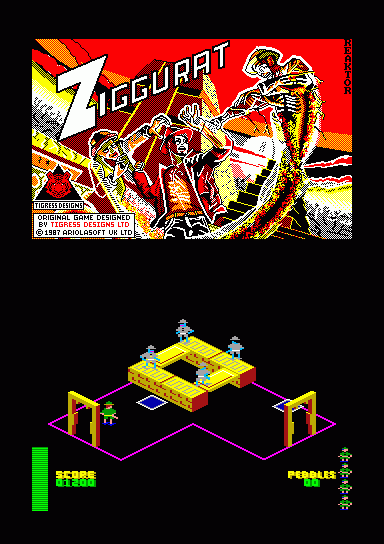 ZIGGURAT
REAKTOR
TIGRESS DESIGNS
ORIGINAL GAME DESIGNED
BY TIGRESS DESIGNS LTD
©1987 ARIOLASOFT UK LTD
SCORE
01200
PEBBLES
00